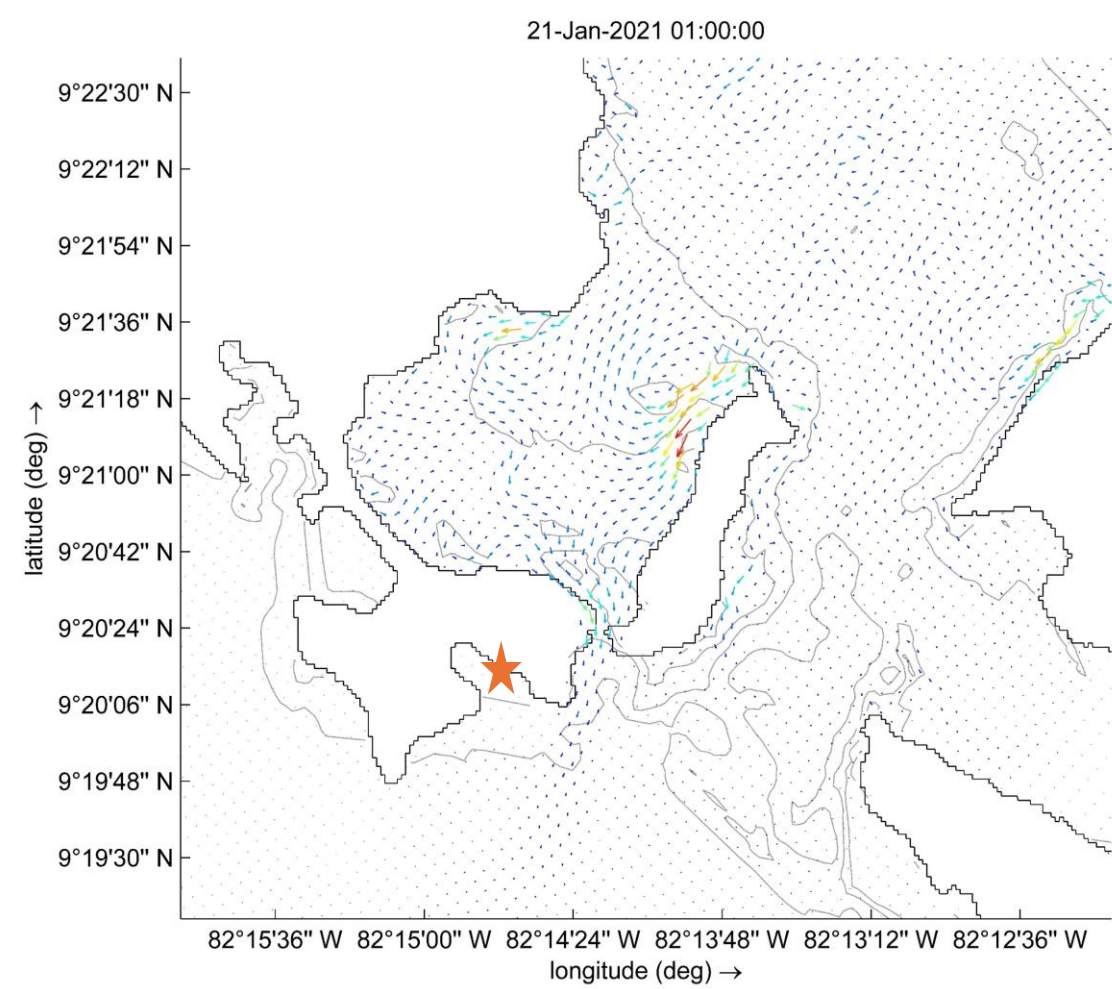 21-Jan-2021 01:00:00
9°22'30" N
9°22'12" N
9°21'54" N
9°21'36" N
9°21'18" N
9°21'00" N
9°20'42" N
9°20'24" N
9°20'06" N
9°19'48" N
9°19'30" N
latitude (deg) →
82°15'36" W 82°15'00" W 82°14'24" W 82°13'48" W 82°13'12" W 82°12'36" W
longitude (deg) →